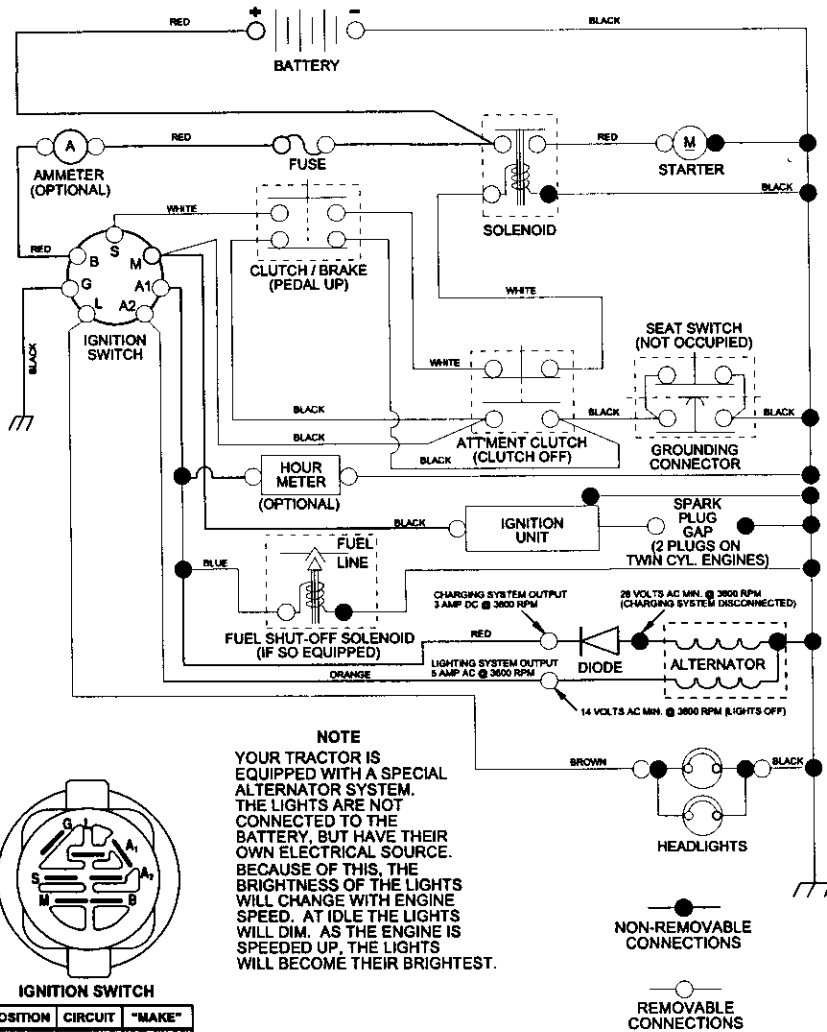 RED
+
−
BLACK
BATTERY
A
RED
FUSE
RED
M
STARTER
BLACK
AMMETER
(OPTIONAL)
SOLENOID
WHITE
S
RED
B
M
CLUTCH / BRAKE
(PEDAL UP)
G
A1
L
A2
IGNITION
SWITCH
BLACK
WHITE
SEAT SWITCH
(NOT OCCUPIED)
WHITE
BLACK
BLACK
BLACK
BLACK
BLACK
ATT'MENT CLUTCH
(CLUTCH OFF)
GROUNDING
CONNECTOR
HOUR
METER
(OPTIONAL)
BLACK
IGNITION
UNIT
SPARK
PLUG
GAP
(2 PLUGS ON
TWIN CYL. ENGINES)
BLUE
FUEL
LINE
FUEL SHUT-OFF SOLENOID
(IF SO EQUIPPED)
CHARGING SYSTEM OUTPUT
3 AMP DC @ 3600 RPM
28 VOLTS AC MIN. @ 3600 RPM
(CHARGING SYSTEM DISCONNECTED)
RED
DIODE
ALTERNATOR
LIGHTING SYSTEM OUTPUT
5 AMP AC @ 3600 RPM
ORANGE
14 VOLTS AC MIN. @ 3600 RPM (LIGHTS OFF)
NOTE
YOUR TRACTOR IS
EQUIPPED WITH A SPECIAL
ALTERNATOR SYSTEM.
THE LIGHTS ARE NOT
CONNECTED TO THE
BATTERY, BUT HAVE THEIR
OWN ELECTRICAL SOURCE.
BECAUSE OF THIS, THE
BRIGHTNESS OF THE LIGHTS
WILL CHANGE WITH ENGINE
SPEED. AT IDLE THE LIGHTS
WILL DIM. AS THE ENGINE IS
SPEEDED UP, THE LIGHTS
WILL BECOME THEIR BRIGHTEST.
BROWN
BLACK
HEADLIGHTS
G
L
A1
S
A2
M
B
IGNITION SWITCH
NON-REMOVABLE
CONNECTIONS
REMOVABLE
CONNECTIONS
OSITION CIRCUIT "MAKE"